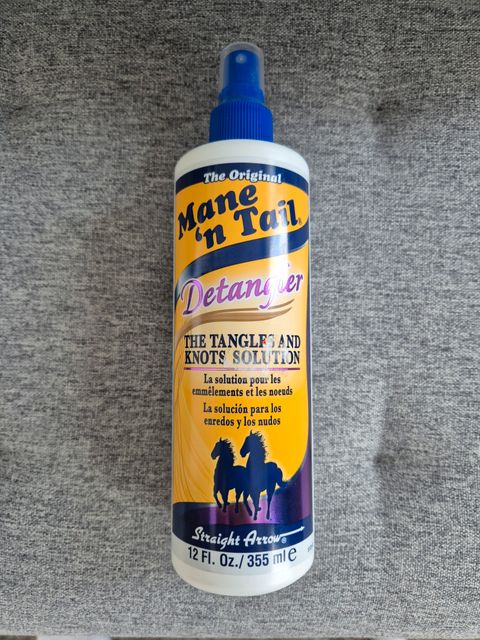 The Original
Mane
'n Tail®
Detangler
THE TANGLES AND
KNOTS SOLUTION
La solution pour les
emmêlements et les noeuds
La solución para los
enredos y los nudos
Straight Arrow®
12 Fl. Oz./ 355 ml ℮